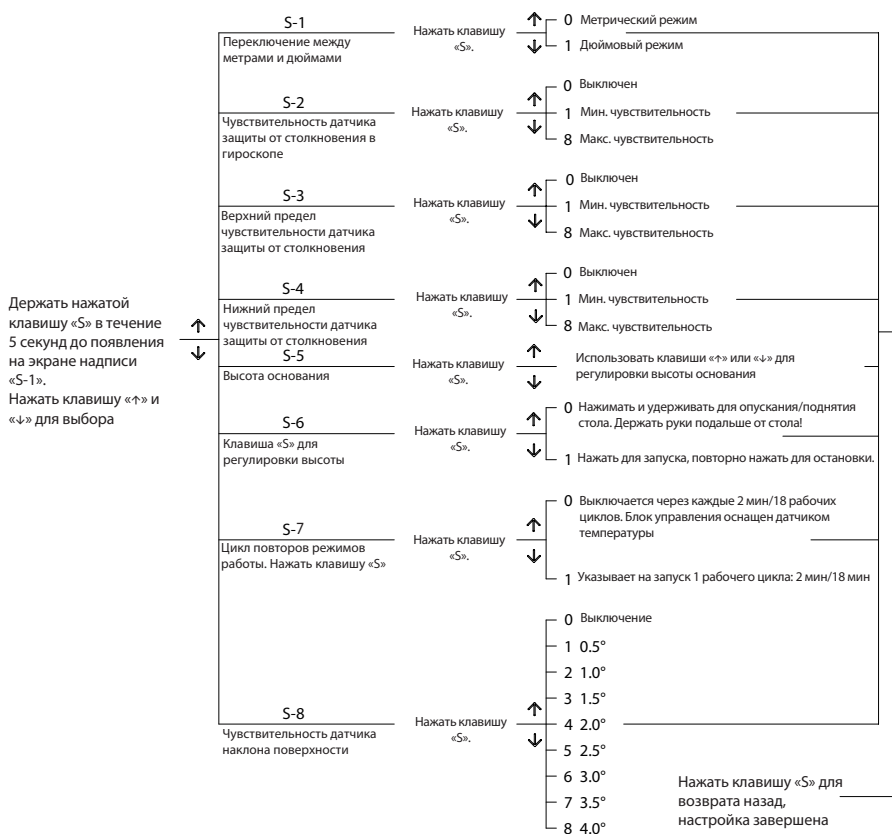 Держать нажатой
клавишу «S» в течение
5 секунд до появления
на экране надписи
«S-1».
Нажать клавишу «↑» и
«↓» для выбора
↑
↓
S-1
Переключение между
метрами и дюймами
Нажать клавишу
«S».
↑
↓
0 Метрический режим
1 Дюймовый режим
S-2
Чувствительность датчика
защиты от столкновения в
гироскопе
Нажать клавишу
«S».
↑
↓
0 Выключен
1 Мин. чувствительность
8 Макс. чувствительность
S-3
Верхний предел
чувствительности датчика
защиты от столкновения
Нажать клавишу
«S».
↑
↓
0 Выключен
1 Мин. чувствительность
8 Макс. чувствительность
S-4
Нижний предел
чувствительности датчика
защиты от столкновения
Нажать клавишу
«S».
↑
↓
0 Выключен
1 Мин. чувствительность
8 Макс. чувствительность
S-5
Высота основания
Нажать клавишу
«S».
↑
↓
Использовать клавиши «↑» или «↓» для
регулировки высоты основания
S-6
Клавиша «S» для
регулировки высоты
Нажать клавишу
«S».
↑
↓
0 Нажимать и удерживать для опускания/поднятия
стола. Держать руки подальше от стола!
1 Нажать для запуска, повторно нажать для остановки.
S-7
Цикл повторов режимов
работы. Нажать клавишу «S»
Нажать клавишу
«S».
↑
↓
0 Выключается через каждые 2 мин/18 рабочих
циклов. Блок управления оснащен датчиком
температуры
1 Указывает на запуск 1 рабочего цикла: 2 мин/18 мин
S-8
Чувствительность датчика
наклона поверхности
Нажать клавишу
«S».
↑
↓
0 Выключение
1 0.5°
2 1.0°
3 1.5°
4 2.0°
5 2.5°
6 3.0°
7 3.5°
8 4.0°
Нажать клавишу «S» для
возврата назад,
настройка завершена